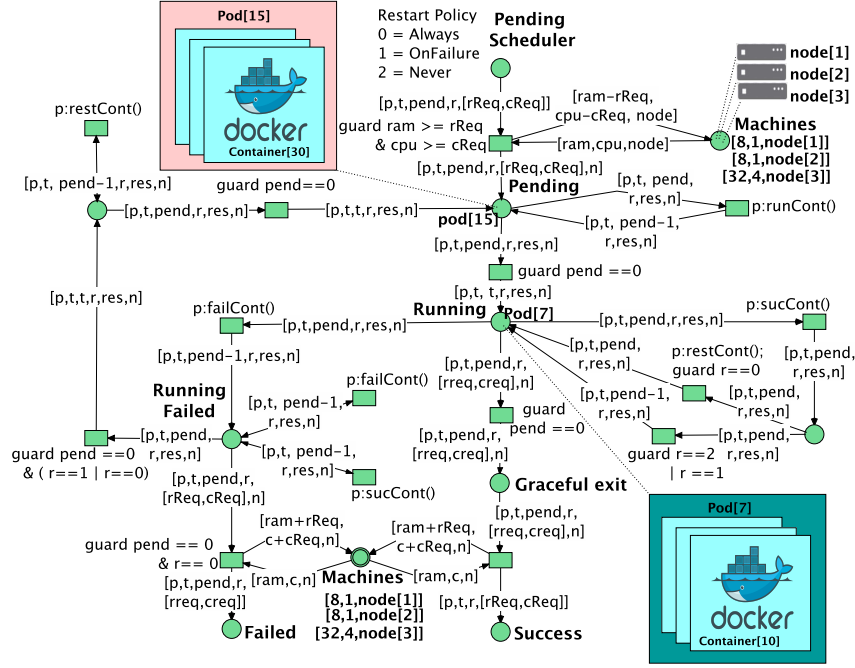 Pod[15]
docker
Container[30]
Restart Policy
0 = Always
1 = OnFailure
2 = Never
Pending
Scheduler
node[1]
node[2]
node[3]
p:restCont()
[p,t,pend,r,[rReq,cReq]]
[ram-rReq,
cpu-cReq, node]
guard ram >= rReq
& cpu >= cReq
[ram,cpu,node]
Machines
[8,1,node[1]]
[8,1,node[2]]
[32,4,node[3]]
[p,t,pend,r,[rReq,cReq],n]
[p,t, pend-1,r,res,n]
guard pend==0
Pending
[p,t, pend,
r,res,n]
[p,t,pend,r,res,n]
[p,t,t,r,res,n]
pod[15]
[p,t, pend-1,
r,res,n]
p:runCont()
[p,t,pend,r,res,n]
guard pend ==0
[p,t,t,r,res,n]
[p,t, t,r,res,n]
p:failCont()
Running
Pod[7]
p:sucCont()
[p,t,pend,r,res,n]
[p,t,pend,r,res,n]
[p,t,pend-1,r,res,n]
[p,t,pend,r,
[rreq,creq],n]
[p,t,pend,
r,res,n]
p:restCont();
guard r==0
[p,t,pend,
r,res,n]
Running
Failed
p:failCont()
[p,t, pend-1,
r,res,n]
[p,t,pend-1,
r,res,n]
[p,t,pend,
r,res,n]
guard
pend ==0
[p,t,pend,
r,res,n]
[p,t,pend,r,
[rreq,creq],n]
[p,t,pend,
r,res,n]
guard pend ==0
& ( r==1 | r==0)
[p,t, pend-1,
r,res,n]
guard r==2
| r ==1
[p,t,pend,r,
[rReq,cReq],n]
p:sucCont()
Graceful exit
[p,t,pend,r,
[rreq,creq],n]
Pod[7]
docker
Container[10]
[ram+rReq,
c+cReq,n]
[ram+rReq,
c+cReq,n]
guard pend == 0
& r== 0
[ram,c,n]
[ram,c,n]
Machines
[8,1,node[1]]
[8,1,node[2]]
[32,4,node[3]]
[p,t,pend,r,
[rreq,creq]]
[p,t,r,[rReq,cReq]]
Failed
Success